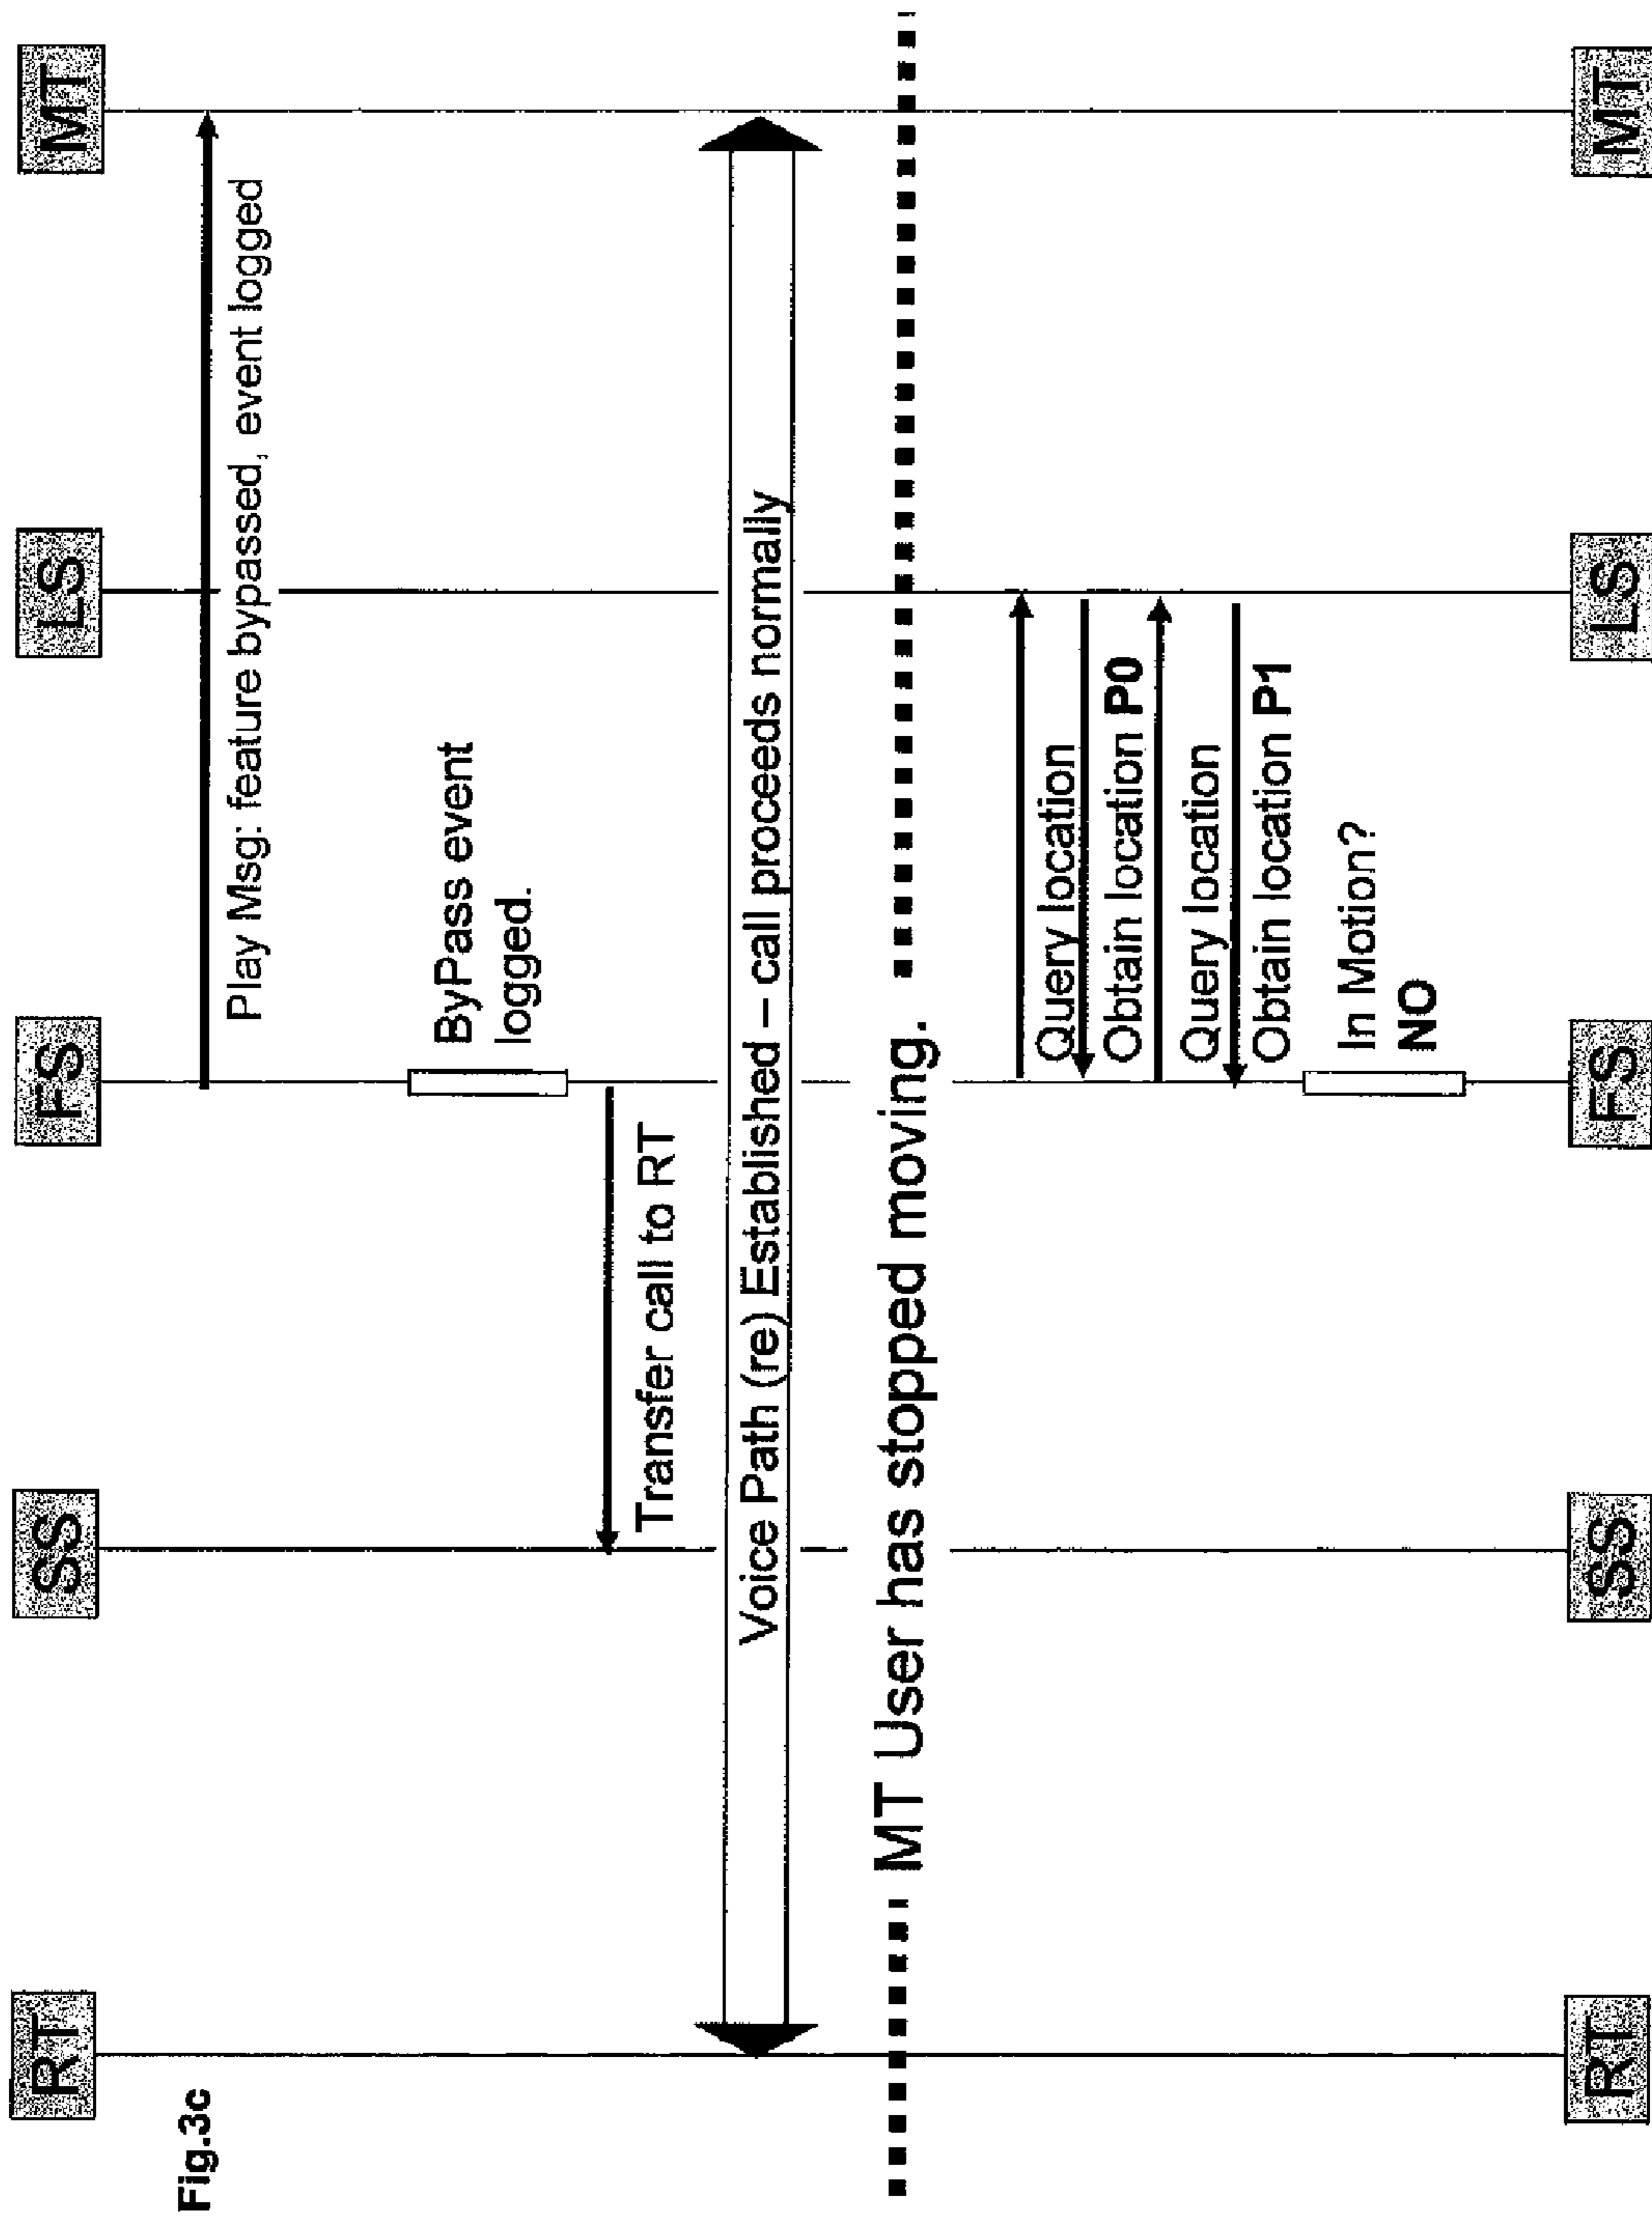 Fig.3c
RT SS FS LS MT
Play Msg: feature bypassed, event logged
ByPass event
logged.
Transfer call to RT
Voice Path (re) Established – call proceeds normally
MT User has stopped moving.
Query location
Obtain location P0
Query location
Obtain location P1
In Motion?
NO
RT SS FS LS MT